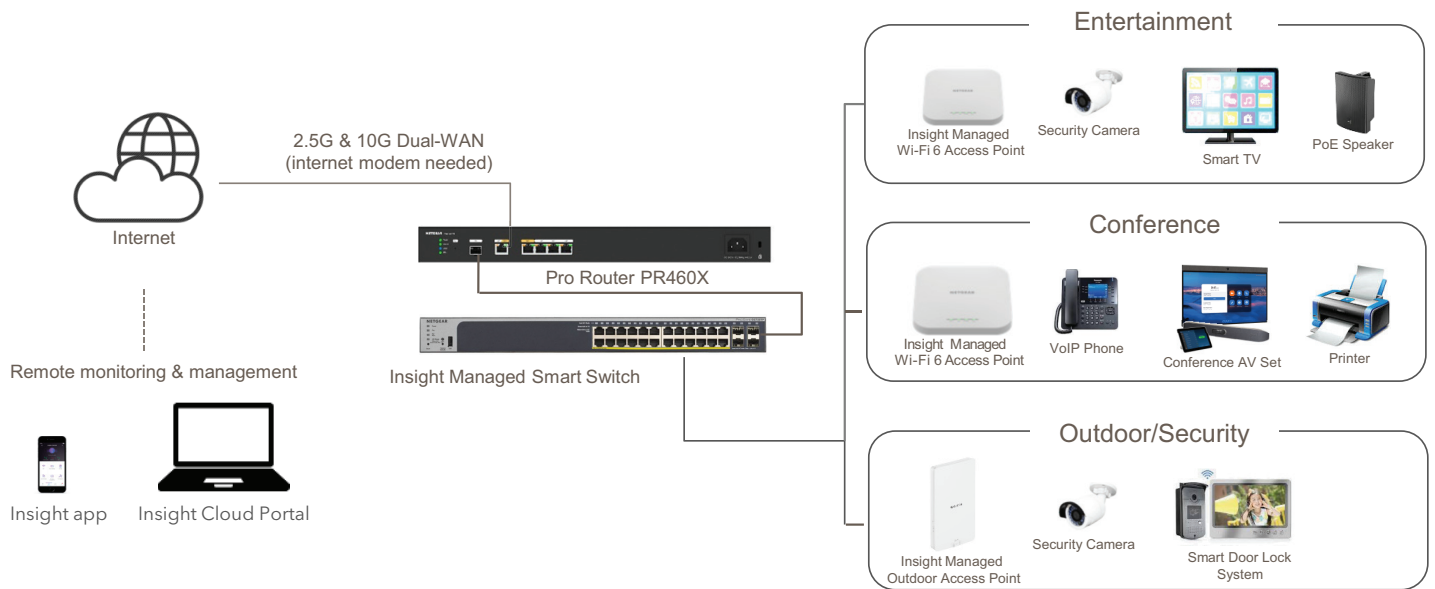 Entertainment
Insight Managed
Wi-Fi 6 Access Point
Security Camera
Smart TV
PoE Speaker
2.5G & 10G Dual-WAN
(internet modem needed)
Internet
Conference
NETGEAR
Pro Router PR460X
NETGEAR
Insight Managed Smart Switch
NETGEAR
Insight Managed
Wi-Fi 6 Access Point
VoIP Phone
Conference AV Set
Printer
Remote monitoring & management
Insight app
Insight Cloud Portal
Outdoor/Security
Insight Managed
Outdoor Access Point
Security Camera
Smart Door Lock
System